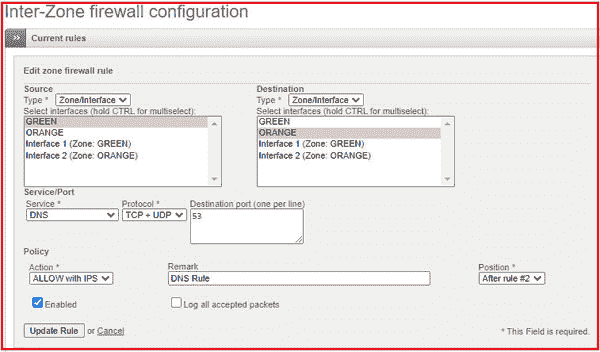 Inter-Zone firewall configuration
Current rules
Edit zone firewall rule
Source
Type * Zone/Interface
Select interfaces (hold CTRL for multiselect):
GREEN
ORANGE
Interface 1 (Zone: GREEN)
Interface 2 (Zone: ORANGE)
Destination
Type * Zone/Interface
Select interfaces (hold CTRL for multiselect):
GREEN
ORANGE
Interface 1 (Zone: GREEN)
Interface 2 (Zone: ORANGE)
Service/Port
Service * Protocol * Destination port (one per line)
DNS TCP + UDP 53
Policy
Action * Remark Position *
ALLOW with IPS DNS Rule After rule #2
Enabled Log all accepted packets
Update Rule or Cancel * This Field is required.